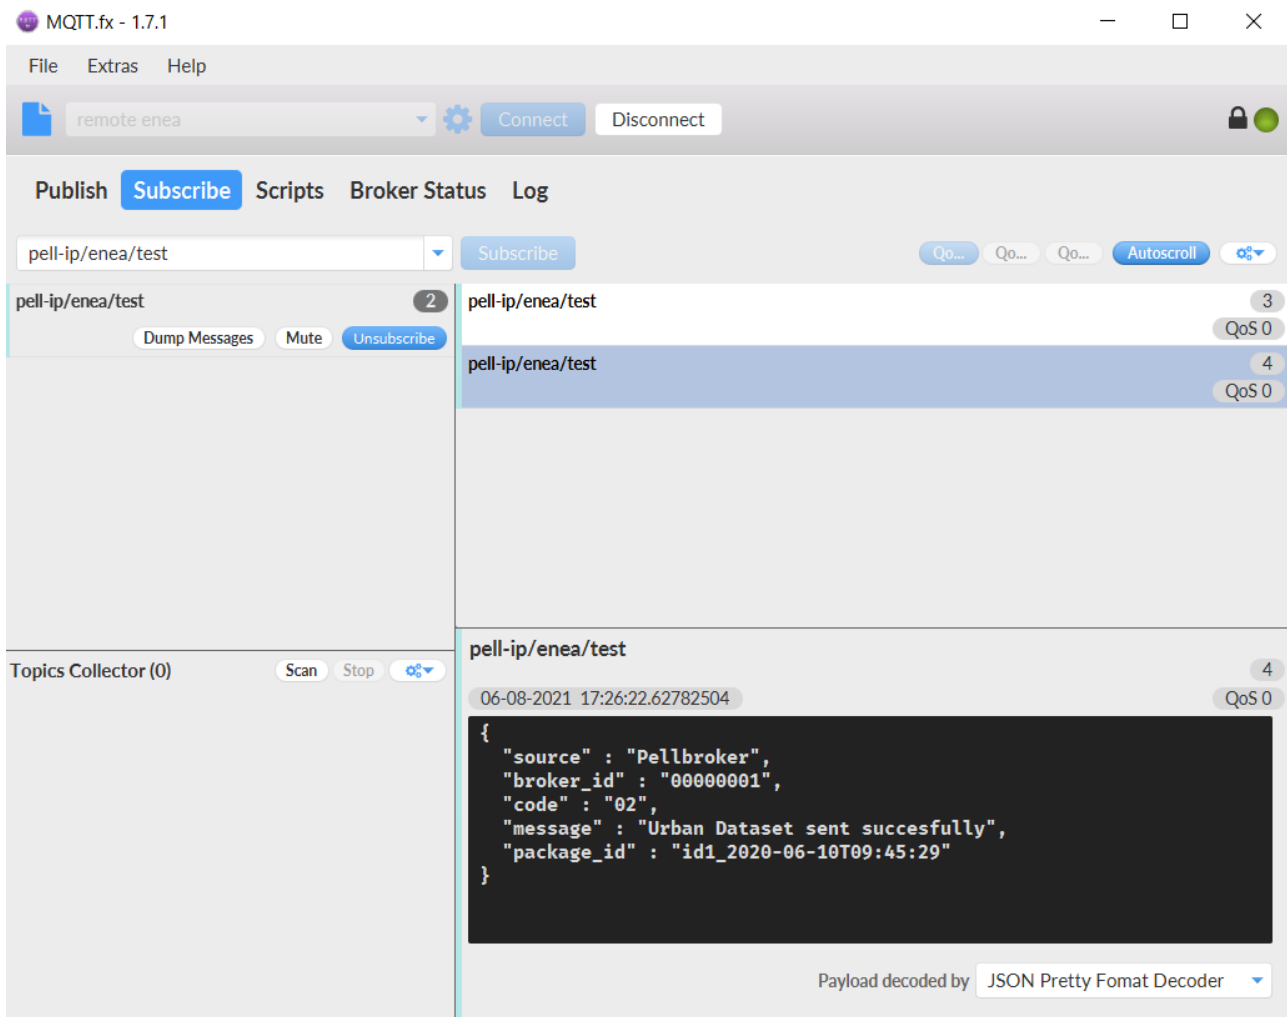 MQTT.fx - 1.7.1
File Extras Help
remote enea Connect Disconnect
Publish Subscribe Scripts Broker Status Log
pell-ip/enea/test Subscribe Qo... Qo... Qo... Autoscroll
pell-ip/enea/test 2
Dump Messages Mute Unsubscribe
pell-ip/enea/test 3
QoS 0
pell-ip/enea/test 4
QoS 0
Topics Collector (0) Scan Stop
pell-ip/enea/test
4
06-08-2021 17:26:22.62782504 QoS 0
{
"source" : "Pellbroker",
"broker_id" : "00000001",
"code" : "02",
"message" : "Urban Dataset sent succesfully",
"package_id" : "id1_2020-06-10T09:45:29"
}
Payload decoded by JSON Pretty Fomat Decoder